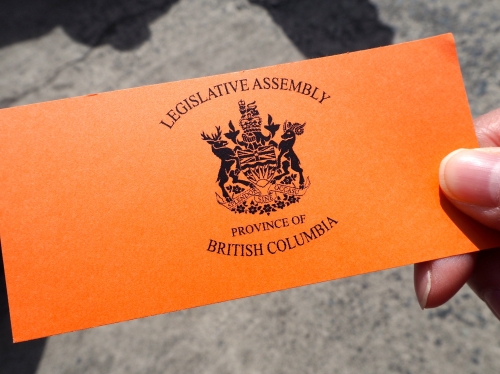 LEGISLATIVE ASSEMBLY
PROVINCE OF
BRITISH COLUMBIA